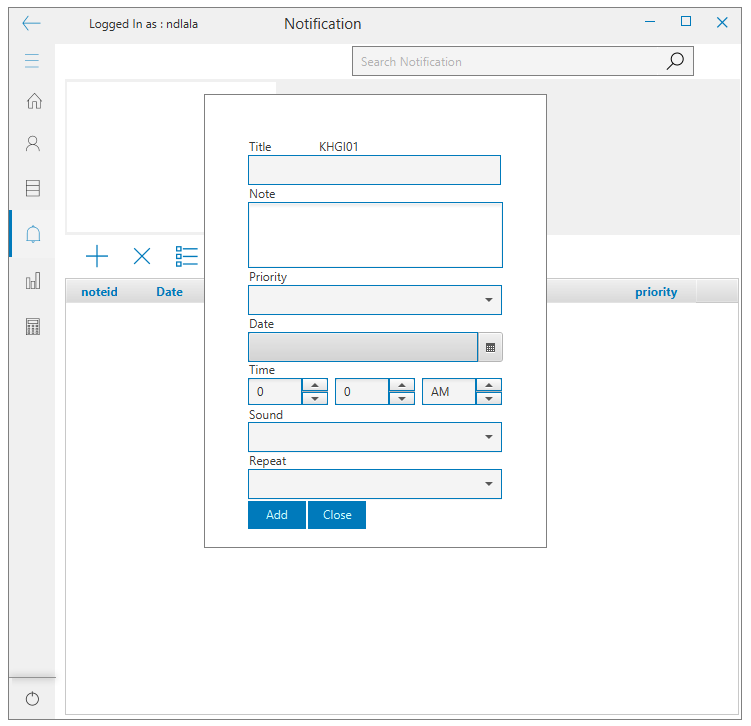 Logged In as : ndlala
Notification
Search Notification
Title KHGI01
Note
Priority
noteid Date priority
Date
Time
0 0 AM
Sound
Repeat
Add Close